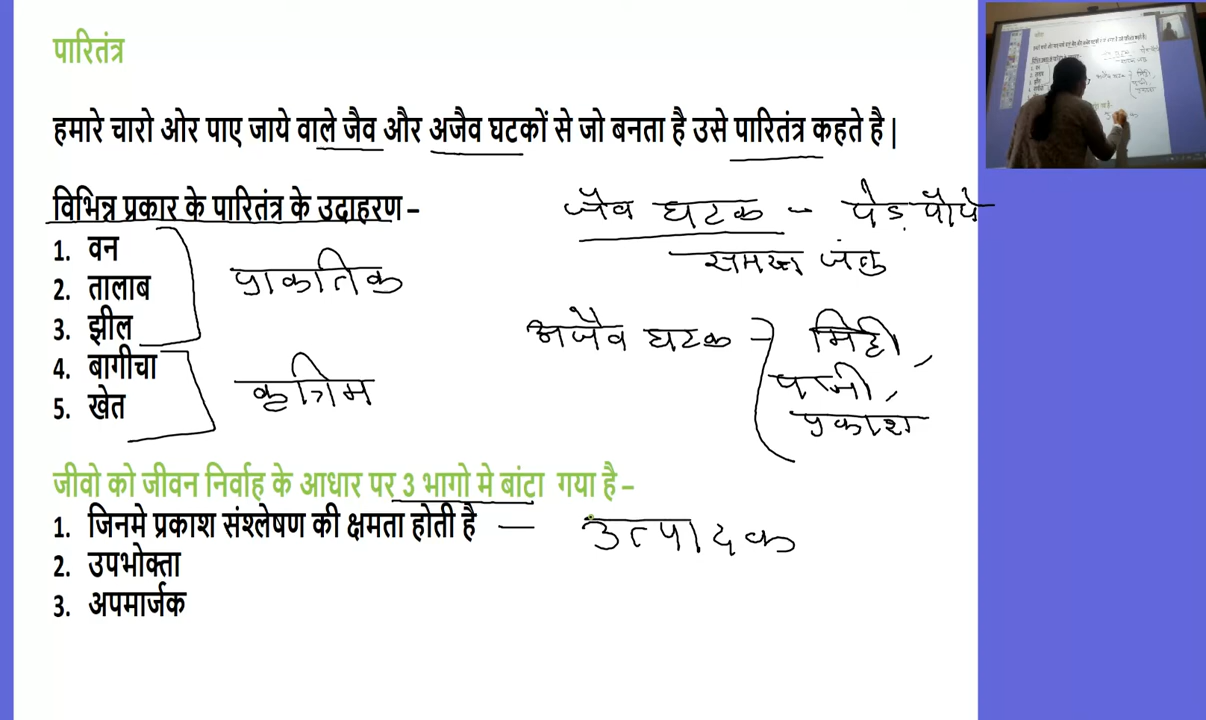 पारितंत्र
हमारे चारो ओर पाए जाये वाले जैव और अजैव घटकों से जो बनता है उसे पारितंत्र कहते है |
विभिन्न प्रकार के पारितंत्र के उदाहरण –
1. वन
2. तालाब
3. झील
4. बागीचा
5. खेत
प्राकतिक
कृत्रिम
जैव घटक - पेड़ पौधे
समस्त जंतु
अजैव घटक - मिट्टी,
पानी,
प्रकाश
जीवो को जीवन निर्वाह के आधार पर 3 भागो मे बांटा गया है –
1. जिनमे प्रकाश संश्लेषण की क्षमता होती है — उत्पादक
2. उपभोक्ता
3. अपमार्जक